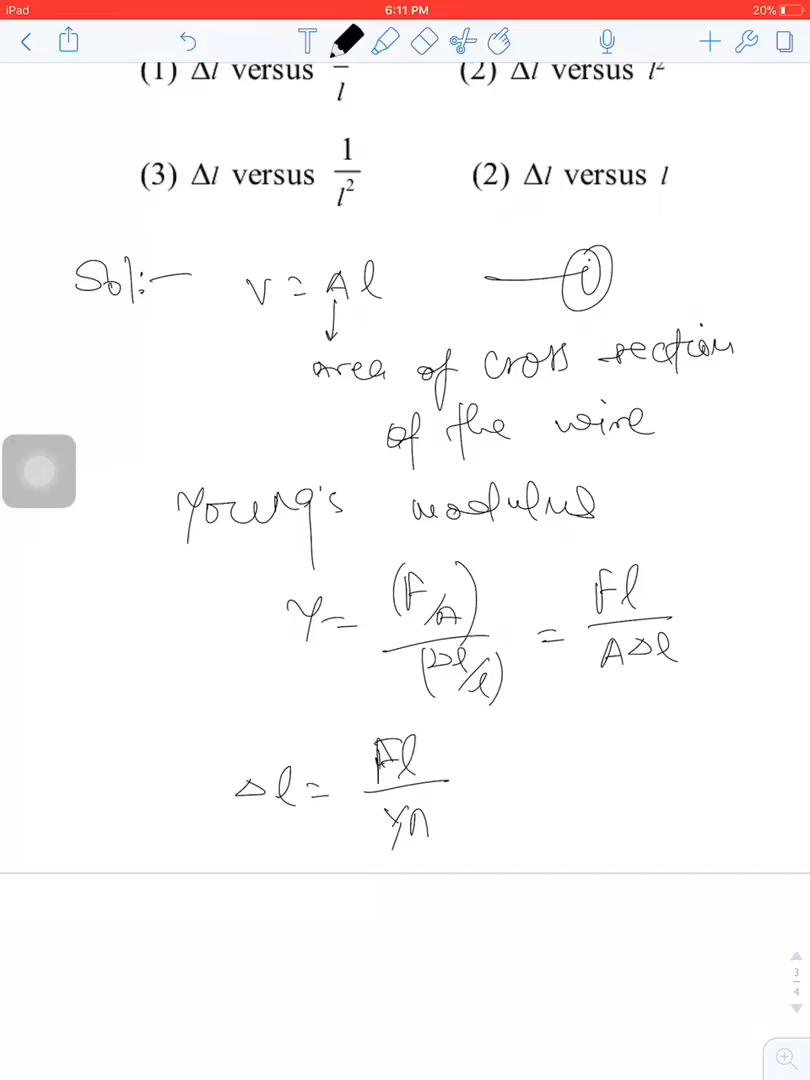 iPad 6:11 PM 20%
T
(1) Δl versus 1/l (2) Δl versus l²
(3) Δl versus 1/l² (2) Δl versus l
Sol:- V = Al i
Area of cross section
of the wire
Young's modulus
Y = (F/A)/(Δl/l) = Fl/AΔl
Δl = Fl/YA
3
4